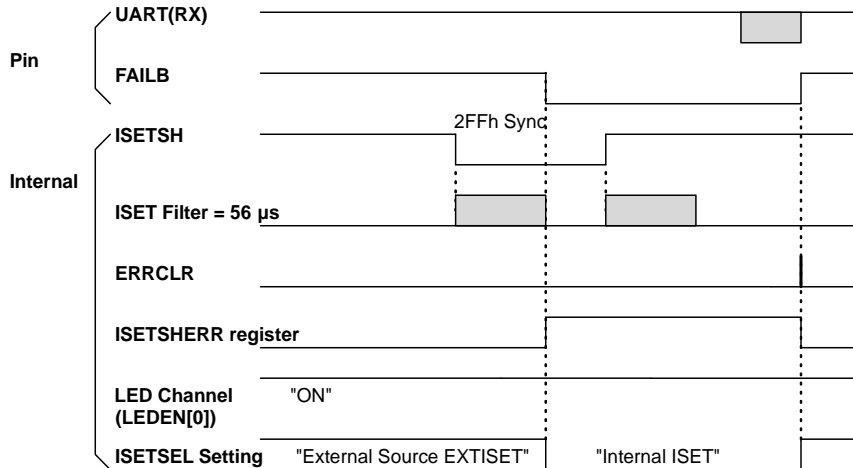 UART(RX)
Pin
FAILB
2FFh Sync
ISETSH
Internal
ISET Filter = 56 µs
ERRCLR
ISETSHERR register
LED Channel "ON"
(LEDEN[0])
ISETSEL Setting "External Source EXTISET" "Internal ISET"